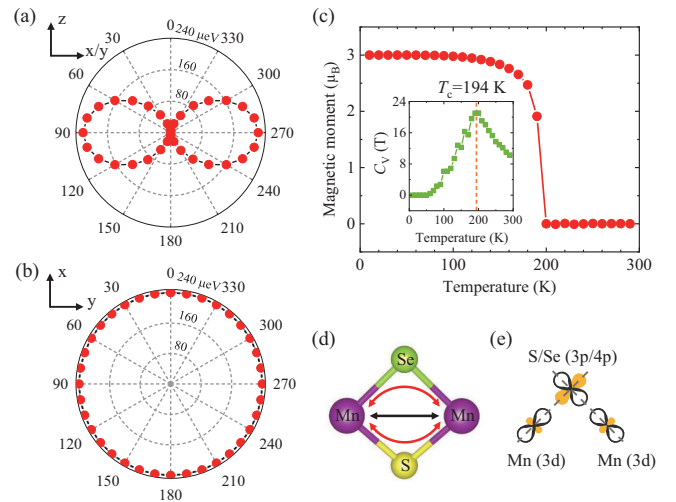 (a)
z
x/y
0
240 μeV
330
300
270
240
210
180
150
120
90
60
30
160
80
(b)
x
y
0
240 μeV
330
300
270
240
210
180
150
120
90
60
30
160
80
(c)
Magnetic moment (μB)
4
3
2
1
0
0
100
200
300
Temperature (K)
Tc=194 K
CV (T)
24
16
8
0
0
100
200
300
Temperature (K)
(d)
Se
Mn
Mn
S
(e)
S/Se (3p/4p)
Mn (3d)
Mn (3d)